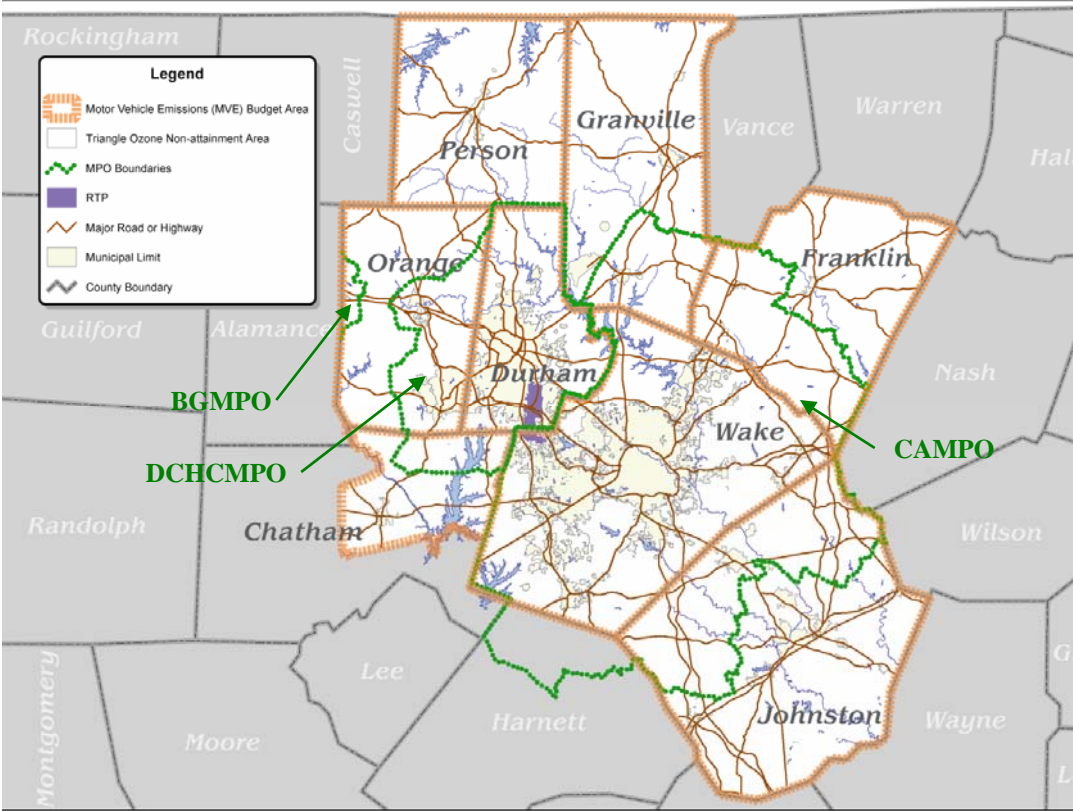 Rockingham
Caswell
Legend
Motor Vehicle Emissions (MVE) Budget Area
Triangle Ozone Non-attainment Area
MPO Boundaries
RTP
Major Road or Highway
Municipal Limit
County Boundary
Person
Granville
Vance
Warren
Hal
Guilford
Alamance
Orange
Franklin
Nash
Durham
BGMPO
Wake
CAMPO
DCHCMPO
Randolph
Chatham
Wilson
Montgomery
Lee
Moore
Harnett
Johnston
Wayne
G
L